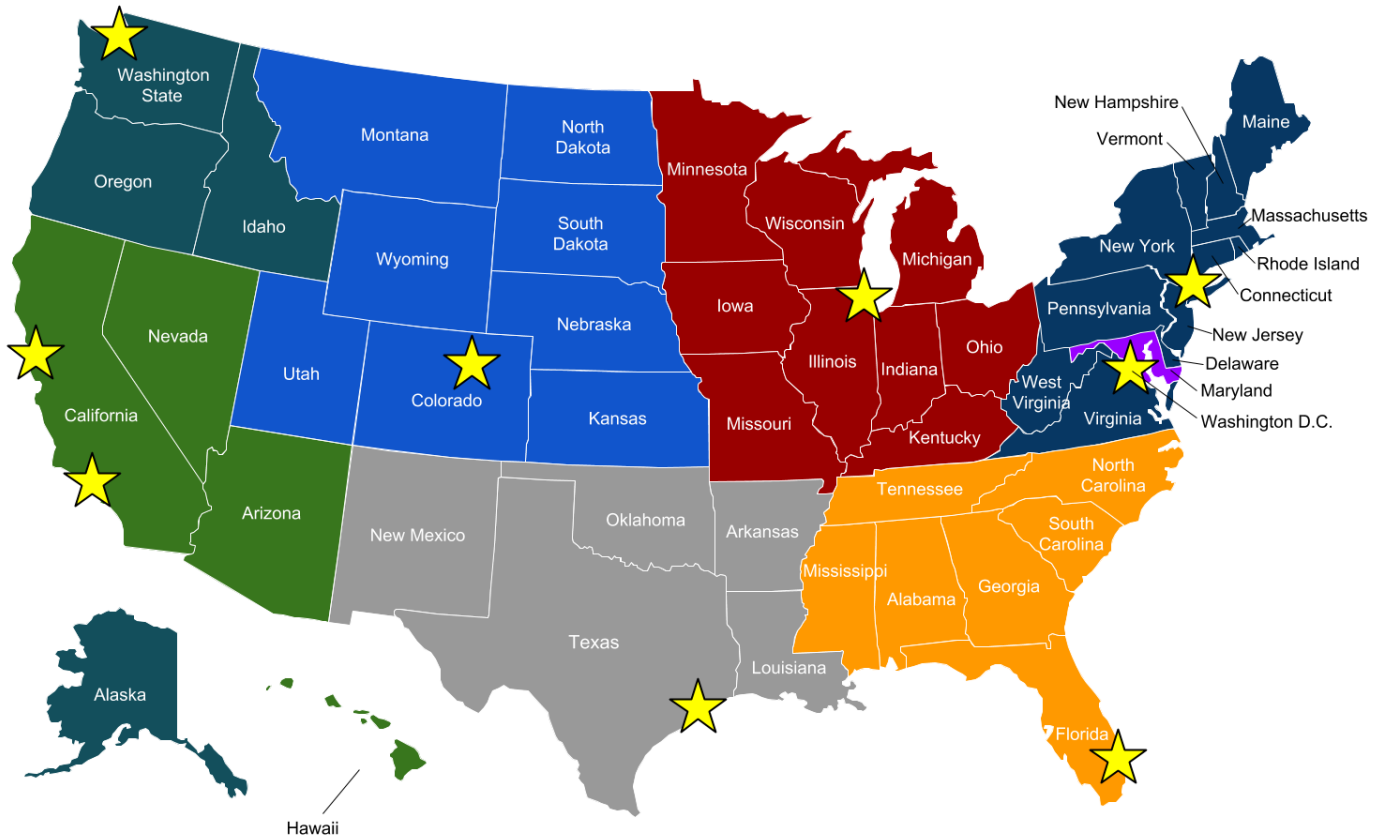 Washington
State
Montana
North
Dakota
Minnesota
New Hampshire
Vermont
Maine
Oregon
Idaho
South
Dakota
Wisconsin
Michigan
Massachusetts
New York
Rhode Island
Wyoming
Iowa
Connecticut
Nevada
Nebraska
Pennsylvania
New Jersey
Utah
Colorado
Illinois
Indiana
Ohio
Delaware
West
Virginia
Maryland
California
Kansas
Missouri
Kentucky
Virginia
Washington D.C.
Arizona
New Mexico
Oklahoma
Arkansas
Tennessee
North
Carolina
South
Carolina
Mississippi
Alabama
Georgia
Texas
Louisiana
Alaska
Florida
Hawaii